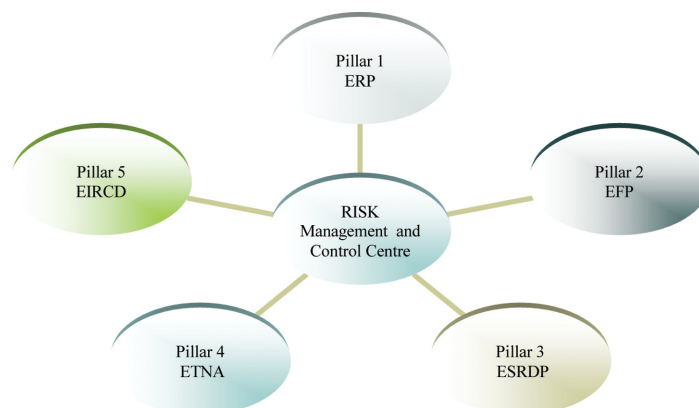 Pillar 1
ERP
Pillar 5
EIRCD
Pillar 2
EFP
RISK
Management and
Control Centre
Pillar 4
ETNA
Pillar 3
ESRDP